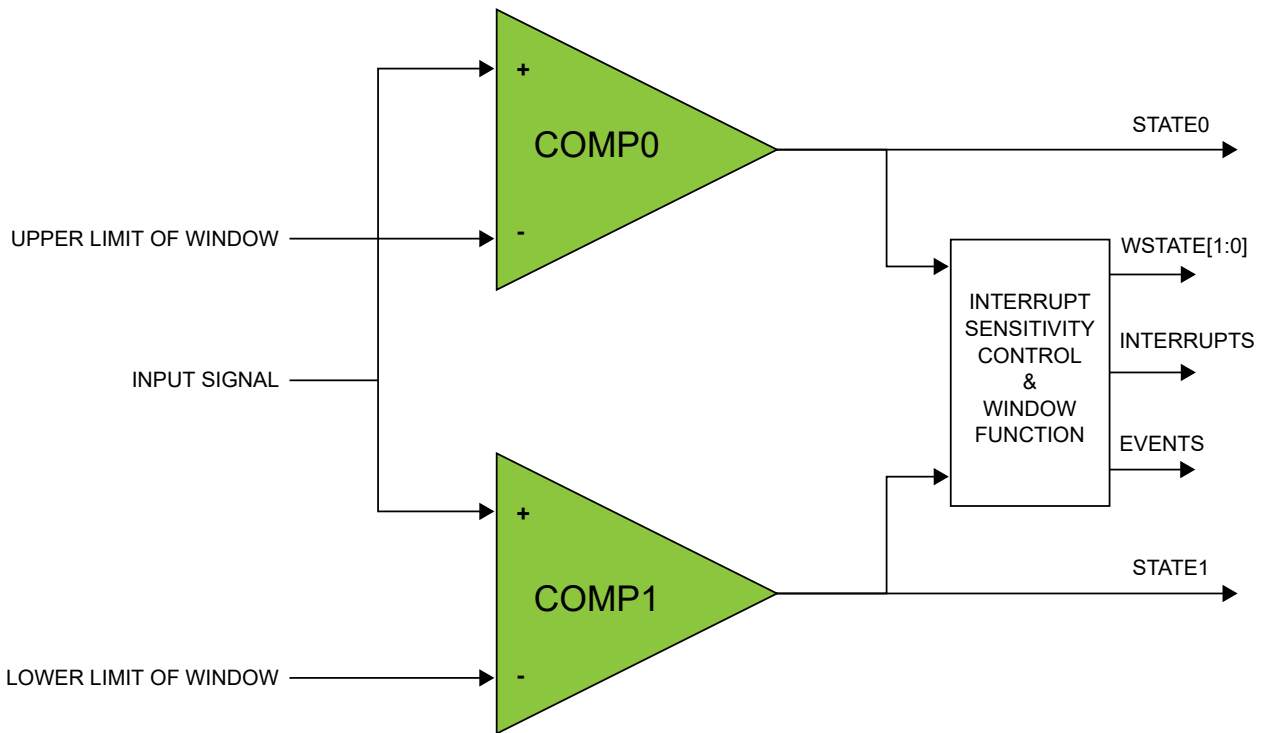 +
COMP0
STATE0
UPPER LIMIT OF WINDOW
-
WSTATE[1:0]
INTERRUPT
SENSITIVITY
CONTROL
&
WINDOW
FUNCTION
INTERRUPTS
EVENTS
INPUT SIGNAL
+
COMP1
STATE1
LOWER LIMIT OF WINDOW
-